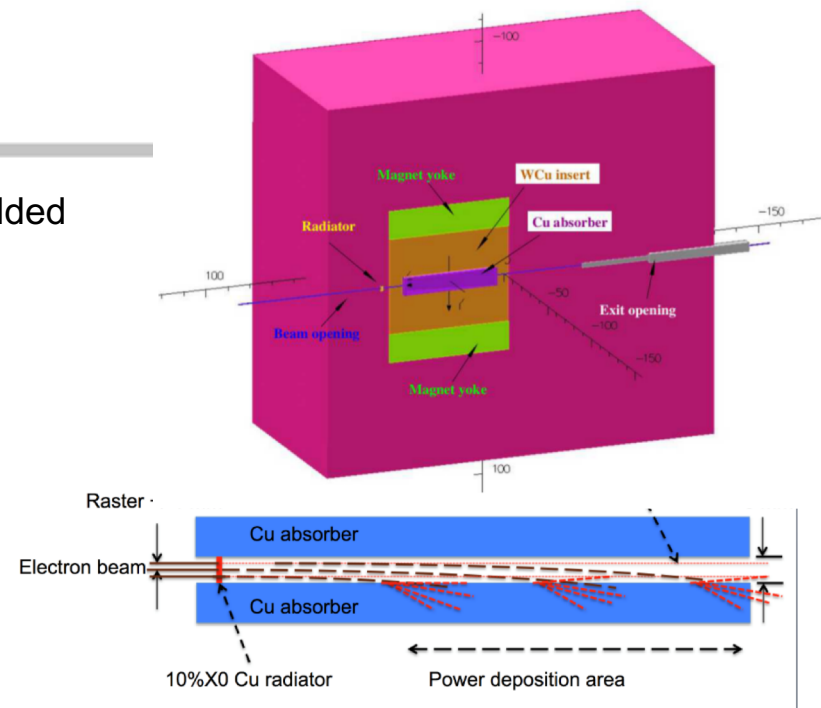 -100
lded
Magnet yoke
WCu insert
Radiator
Cu absorber
-150
100
-50
Exit opening
-100
Beam opening
-150
Magnet yoke
100
Raster
Cu absorber
Electron beam
Cu absorber
10%X0 Cu radiator
Power deposition area